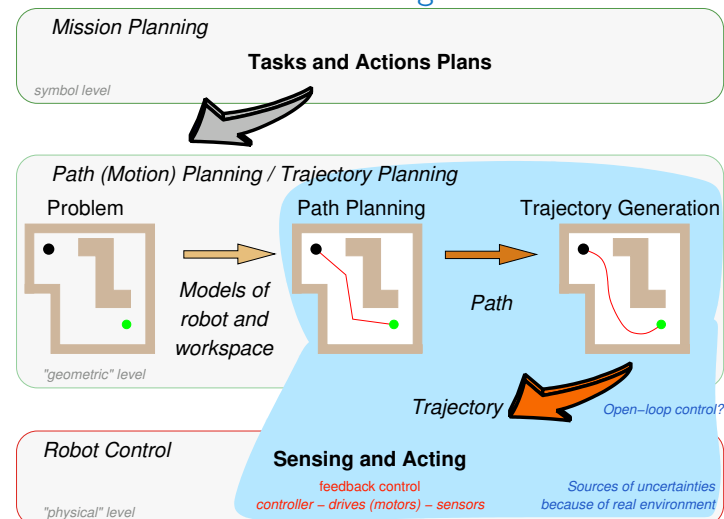 Mission Planning
Tasks and Actions Plans
symbol level
Path (Motion) Planning / Trajectory Planning
Problem
Path Planning
Trajectory Generation
Models of
robot and
workspace
Path
"geometric" level
Trajectory
Open−loop control?
Robot Control
Sensing and Acting
feedback control
controller − drives (motors) − sensors
Sources of uncertainties
because of real environment
"physical" level